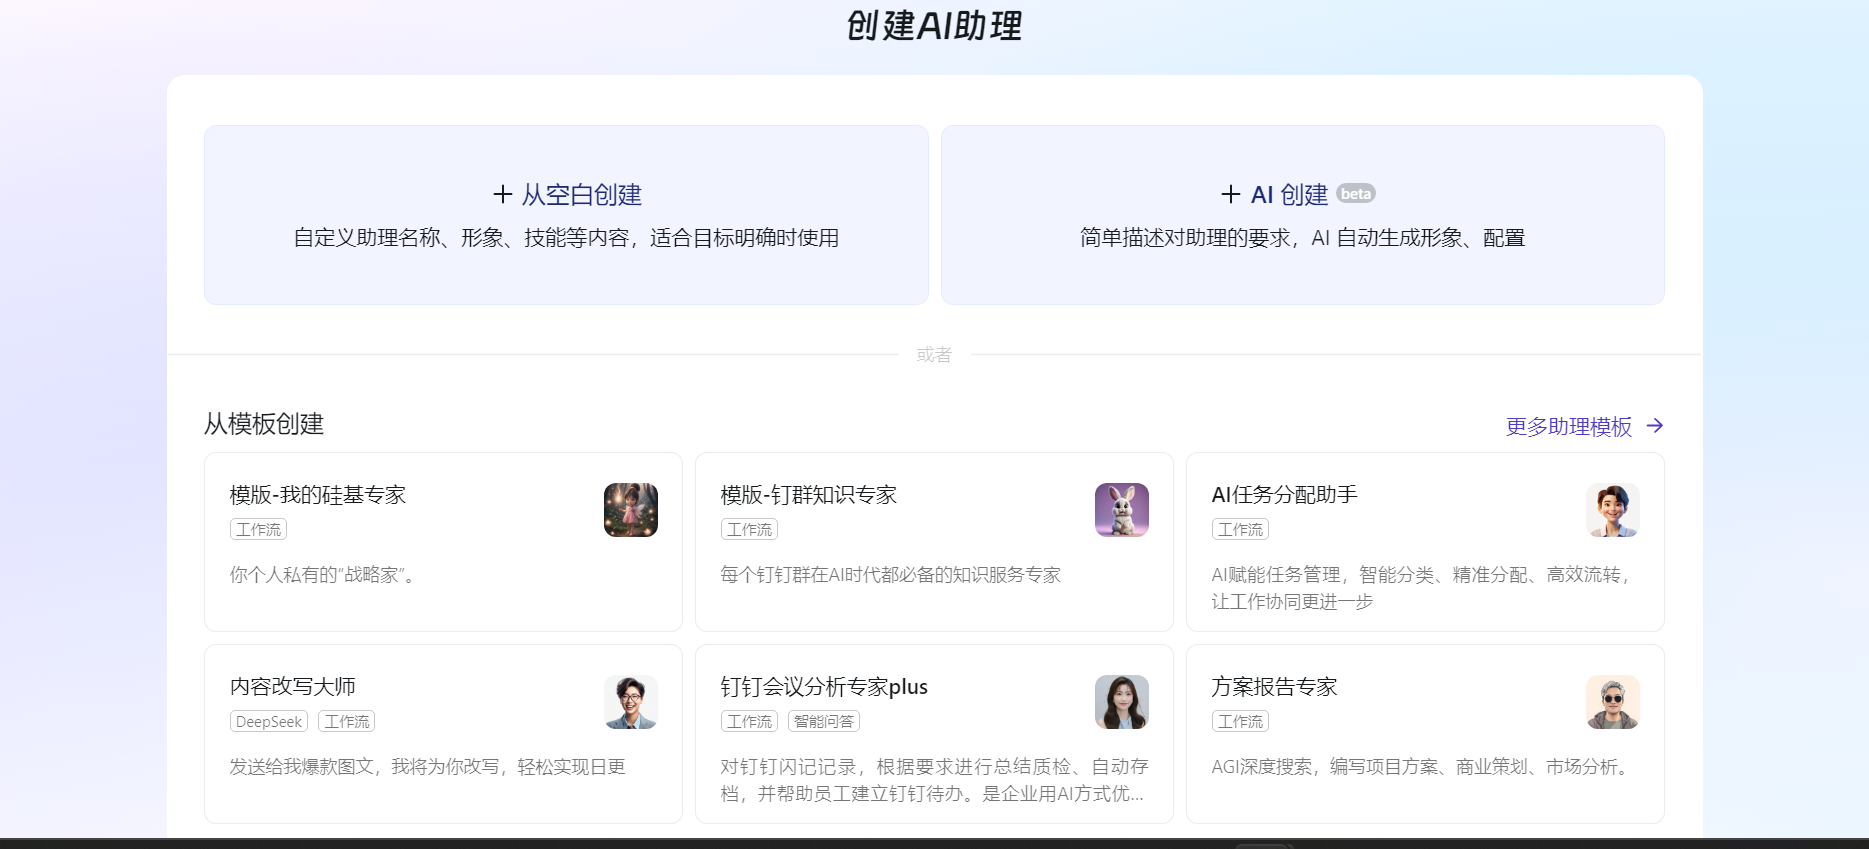 创建AI助理
从空白创建
自定义助理名称、形象、技能等内容，适合目标明确时使用
AI 创建 beta
简单描述对助理的要求，AI 自动生成形象、配置
或者
从模板创建
更多助理模板
模版-我的硅基专家
工作流
你个人私有的“战略家”。
模版-钉群知识专家
工作流
每个钉钉群在AI时代都必备的知识服务专家
AI任务分配助手
工作流
AI赋能任务管理，智能分类、精准分配、高效流转，
让工作协同更进一步
内容改写大师
DeepSeek 工作流
发送给我爆款图文，我将为你改写，轻松实现日更
钉钉会议分析专家plus
工作流 智能问答
对钉钉闪记记录，根据要求进行总结质检、自动存
档，并帮助员工建立钉钉待办。是企业用AI方式优...
方案报告专家
工作流
AGI深度搜索，编写项目方案、商业策划、市场分析。